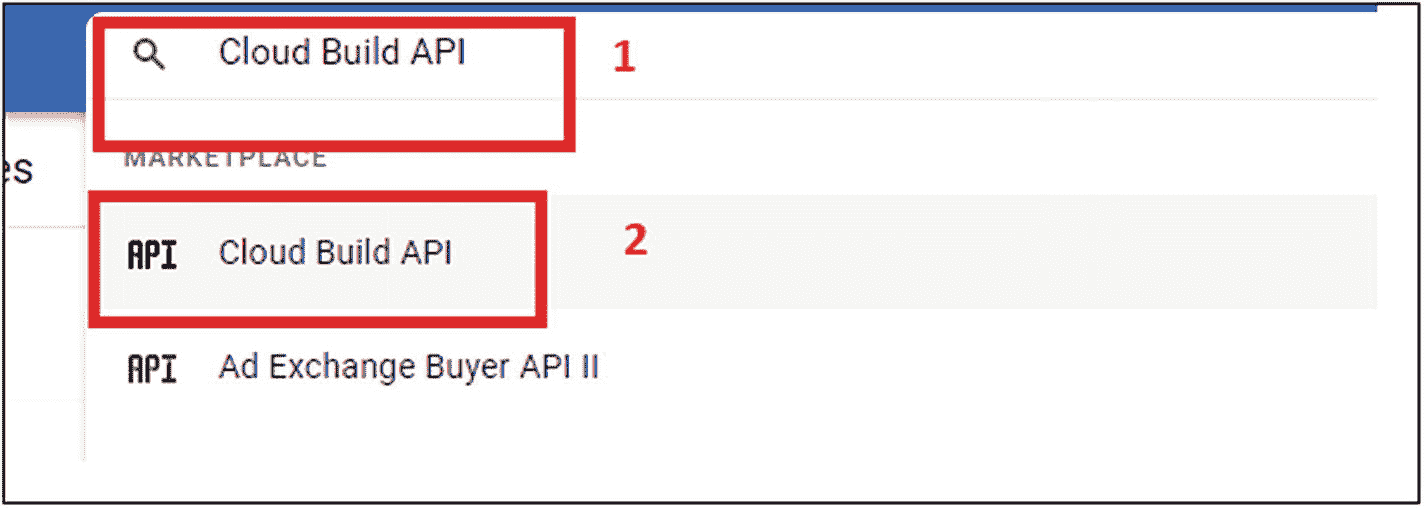 Cloud Build API
1
MARKETPLACE
es
API Cloud Build API
2
API Ad Exchange Buyer API II